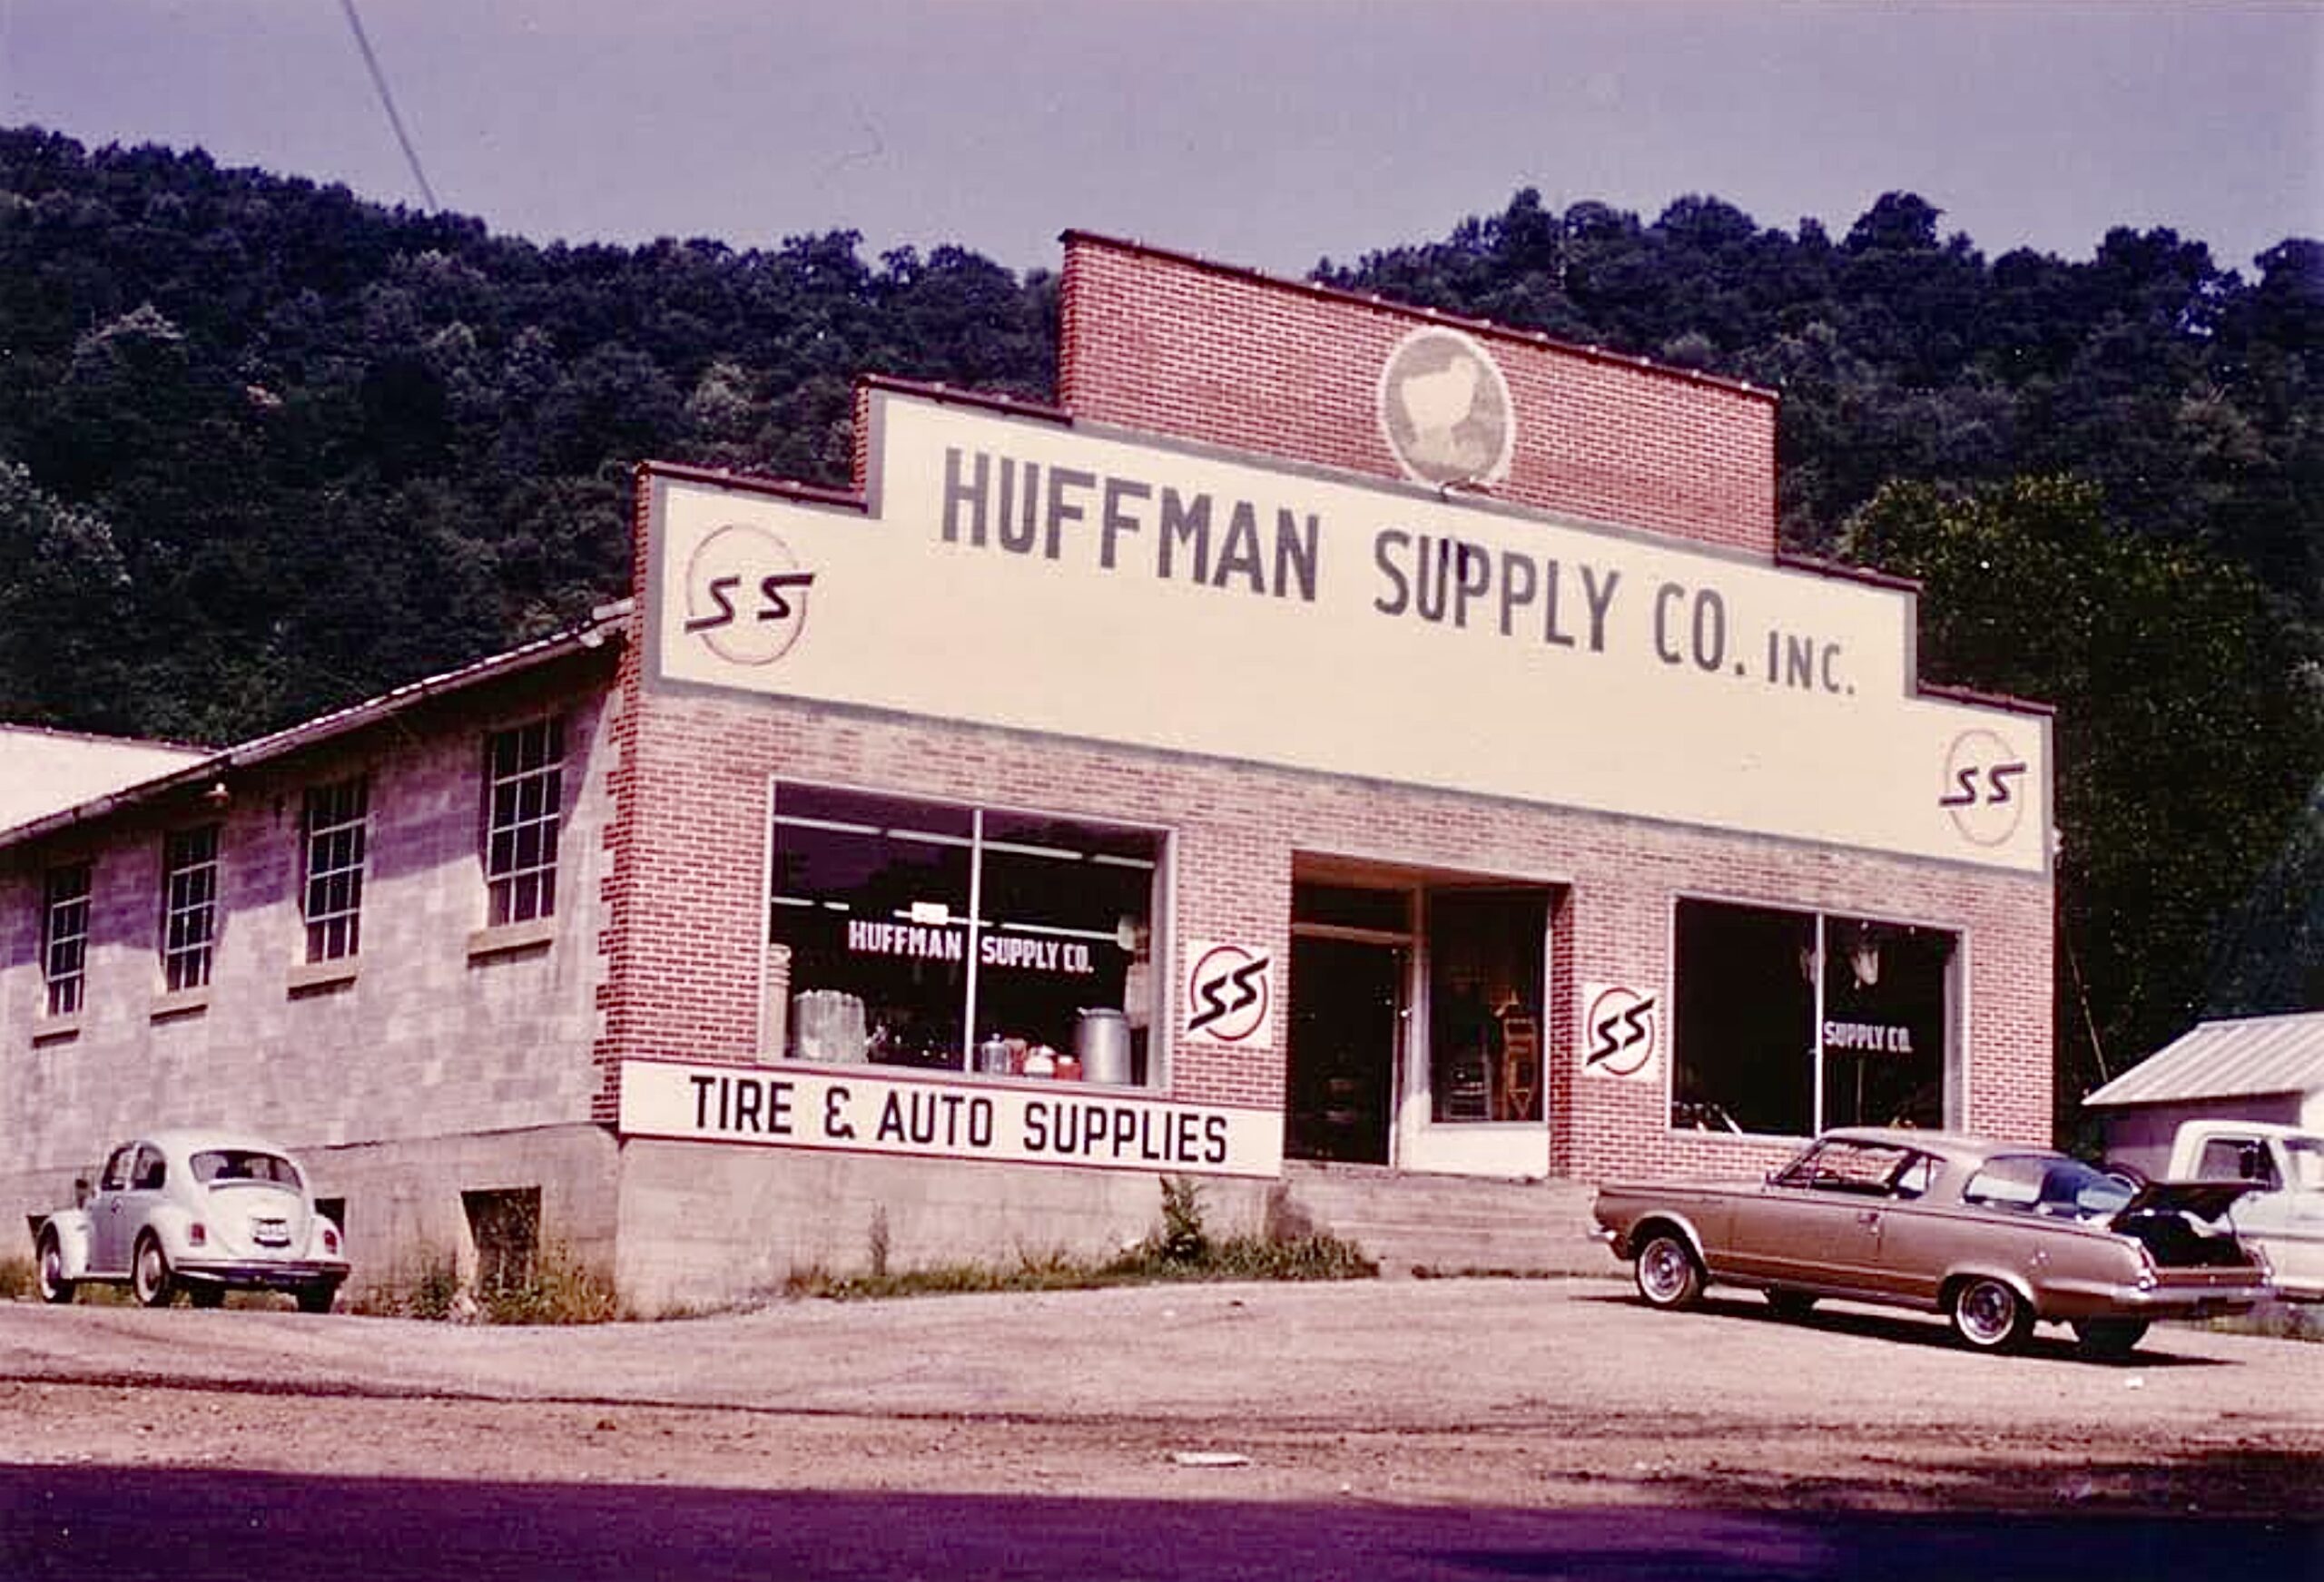 HUFFMAN SUPPLY CO. INC.
SS
SS
HUFFMAN SUPPLY CO.
SS
SS
SUPPLY CO.
TIRE & AUTO SUPPLIES